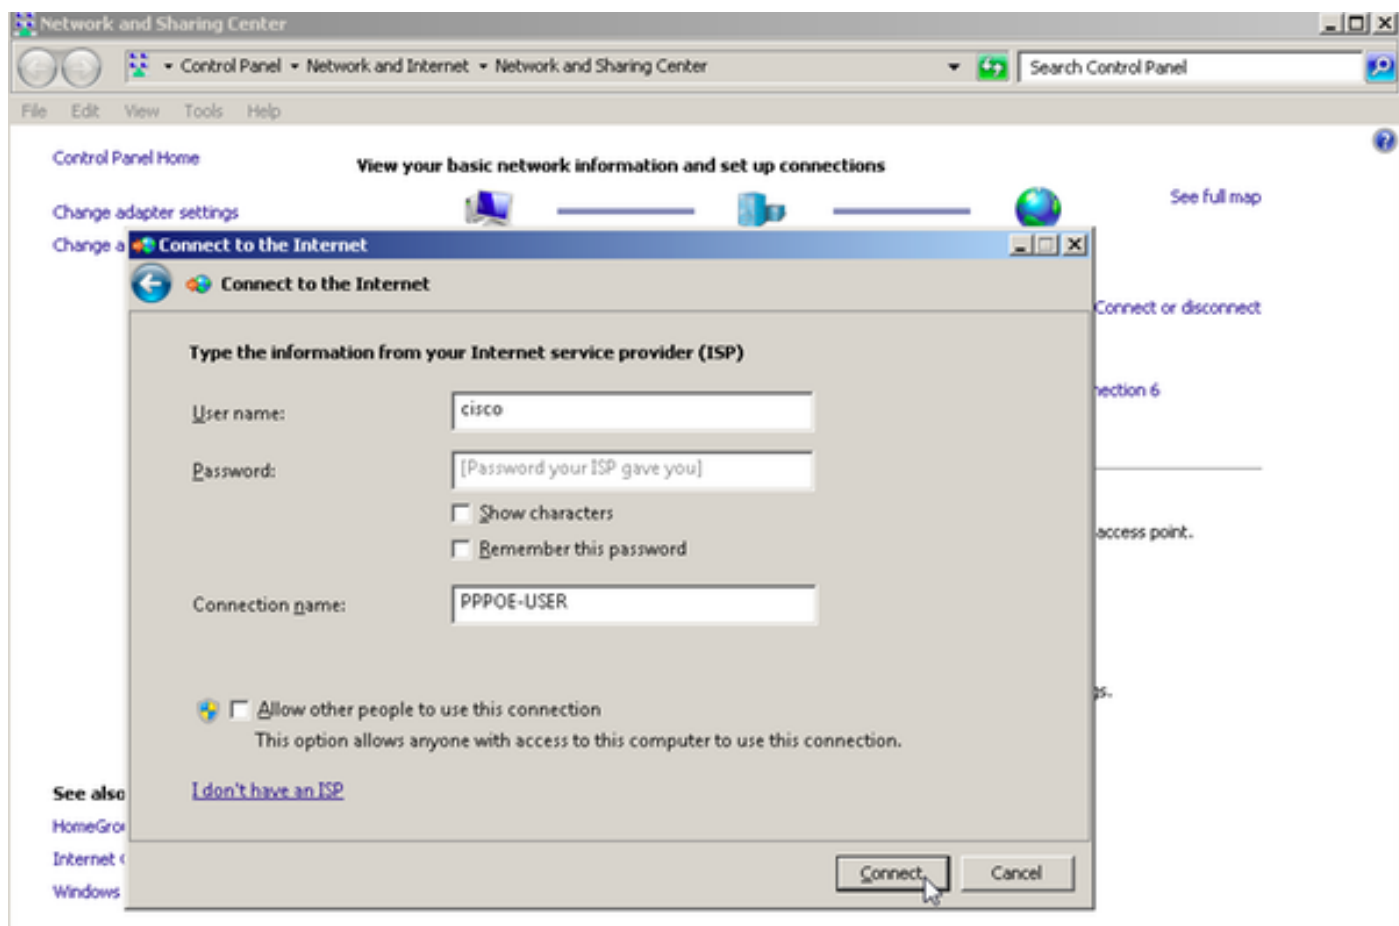 Network and Sharing Center
Control Panel Network and Internet Network and Sharing Center
Search Control Panel
File Edit View Tools Help
Control Panel Home
View your basic network information and set up connections
See full map
Change adapter settings
Change a
Connect to the Internet
Connect to the Internet
Connect or disconnect
Type the information from your Internet service provider (ISP)
User name:
cisco
nection 6
Password:
[Password your ISP gave you]
Show characters
access point.
Remember this password
Connection name:
PPPOE-USER
gs.
Allow other people to use this connection
This option allows anyone with access to this computer to use this connection.
I don't have an ISP
See also
HomeGro
Internet
Windows
Connect
Cancel